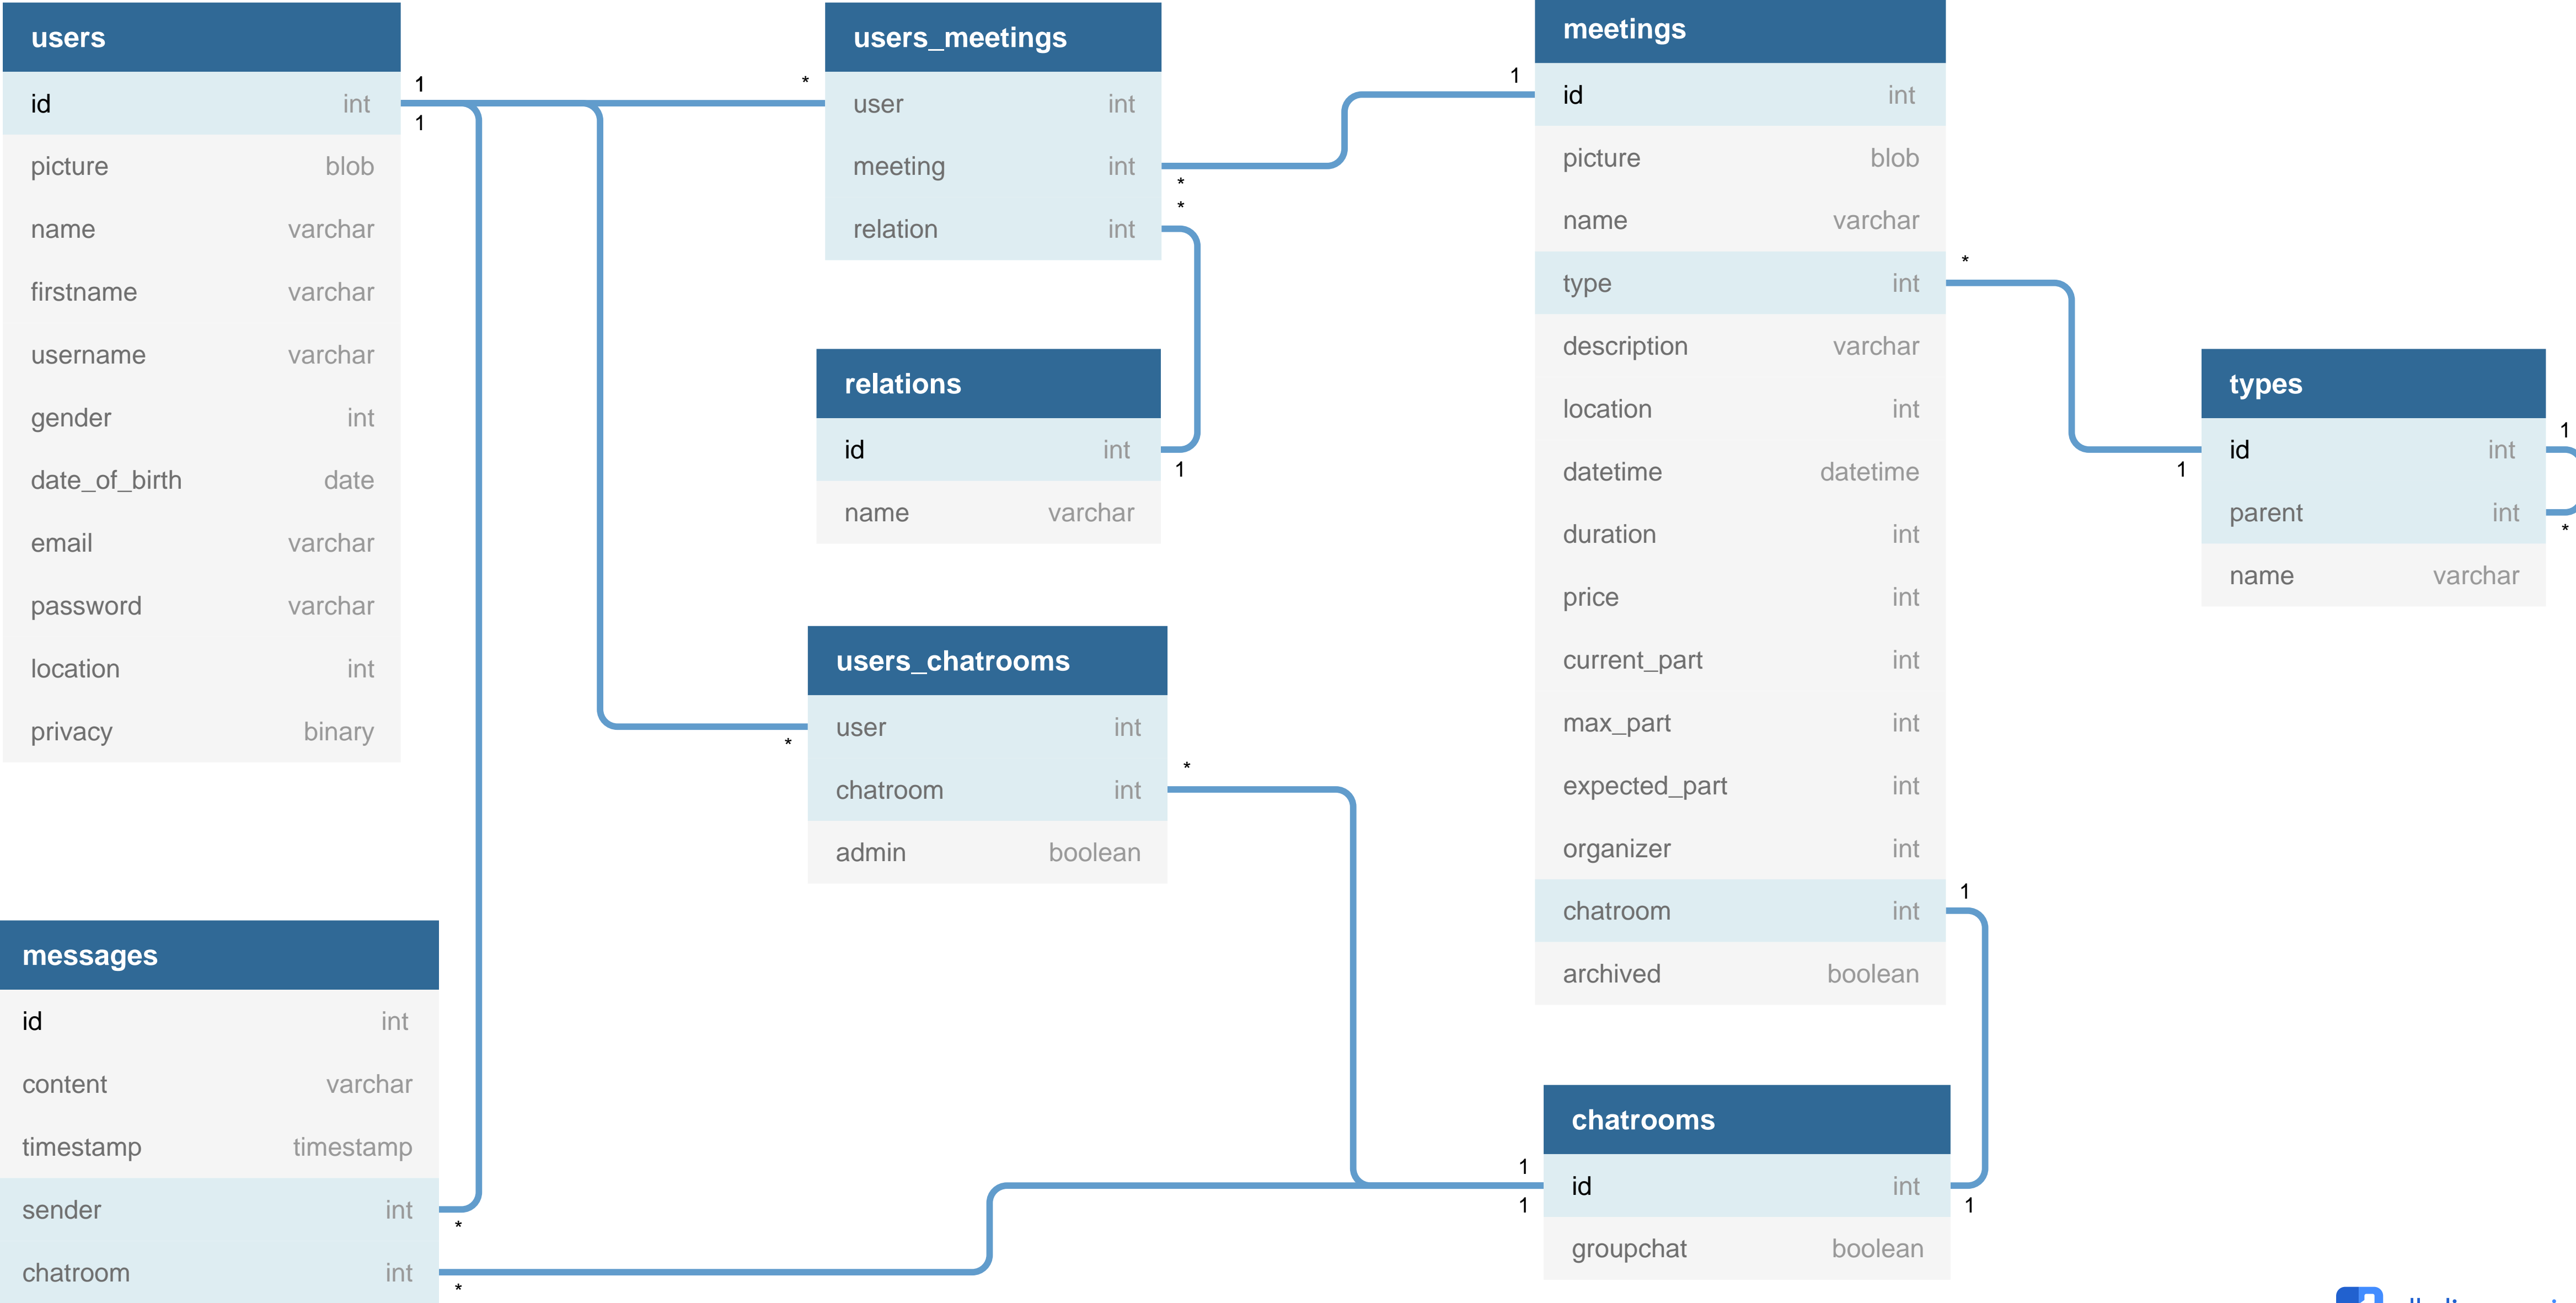 users
id int
picture blob
name varchar
firstname varchar
username varchar
gender int
date_of_birth date
email varchar
password varchar
location int
privacy binary
1
1
*
users_meetings
user int
meeting int
relation int
*
*
relations
id int
name varchar
1
users_chatrooms
user int
chatroom int
admin boolean
*
*
meetings
1
id int
picture blob
name varchar
type int
description varchar
location int
datetime datetime
duration int
price int
current_part int
max_part int
expected_part int
organizer int
chatroom int
archived boolean
*
1
types
id int
parent int
name varchar
1
1
*
messages
id int
content varchar
timestamp timestamp
sender int
chatroom int
*
*
chatrooms
id int
groupchat boolean
1
1
1